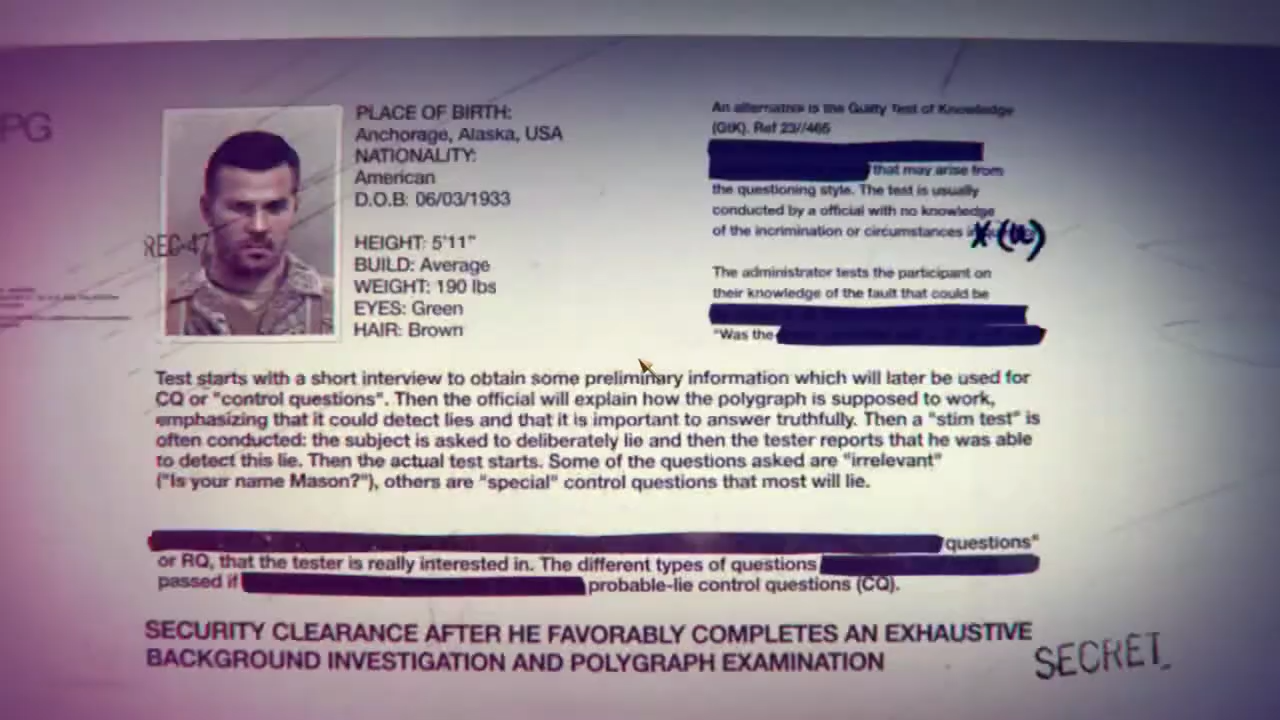 PG
REC-47
PLACE OF BIRTH:
Anchorage, Alaska, USA
NATIONALITY:
American
D.O.B: 06/03/1933
HEIGHT: 5'11"
BUILD: Average
WEIGHT: 190 lbs
EYES: Green
HAIR: Brown
An alternative is the Guilty Test of Knowledge
(GtK). Ref 23//465
that may arise from
the questioning style. The test is usually
conducted by a official with no knowledge
of the incrimination or circumstances
X (u)
The administrator tests the participant on
their knowledge of the fault that could be
"Was the
Test starts with a short interview to obtain some preliminary information which will later be used for
CQ or "control questions". Then the official will explain how the polygraph is supposed to work,
emphasizing that it could detect lies and that it is important to answer truthfully. Then a "stim test" is
often conducted: the subject is asked to deliberately lie and then the tester reports that he was able
to detect this lie. Then the actual test starts. Some of the questions asked are "irrelevant"
("Is your name Mason?"), others are "special" control questions that most will lie.
questions"
or RQ, that the tester is really interested in. The different types of questions
passed if probable-lie control questions (CQ).
SECURITY CLEARANCE AFTER HE FAVORABLY COMPLETES AN EXHAUSTIVE
BACKGROUND INVESTIGATION AND POLYGRAPH EXAMINATION
SECRET